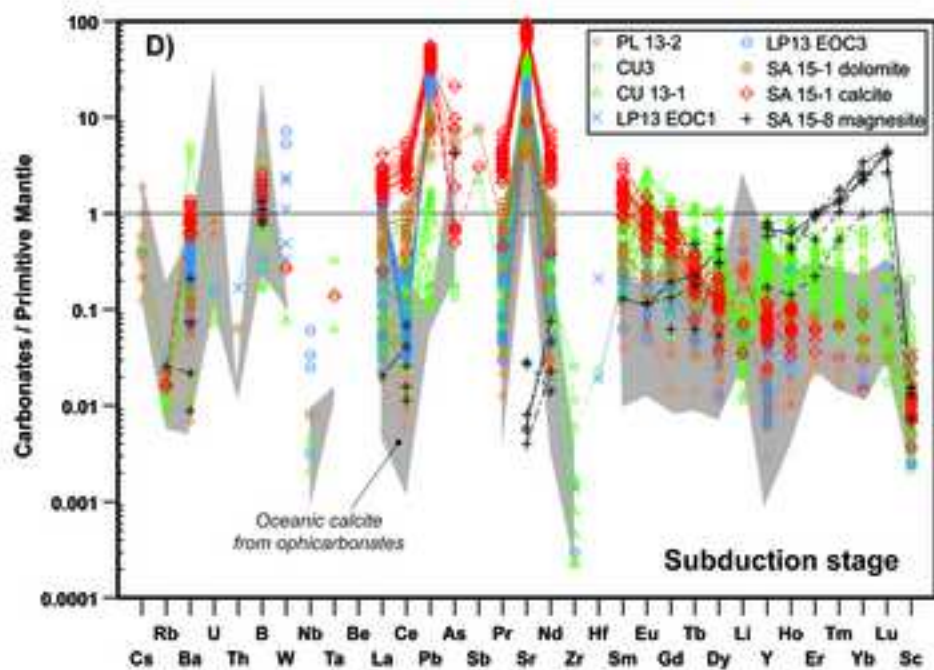 D)
PL 13-2
CU3
CU 13-1
LP13 EOC1
LP13 EOC3
SA 15-1 dolomite
SA 15-1 calcite
SA 15-8 magnesite
Carbonates / Primitive Mantle
100
10
1
0.1
0.01
0.001
0.0001
Oceanic calcite
from ophicarbonates
Subduction stage
Rb U B Nb Be Ce As Pr Nd Hf Eu Tb Li Ho Tm Lu
Cs Ba Th W Ta La Pb Sb Sr Zr Sm Gd Dy Y Er Yb Sc